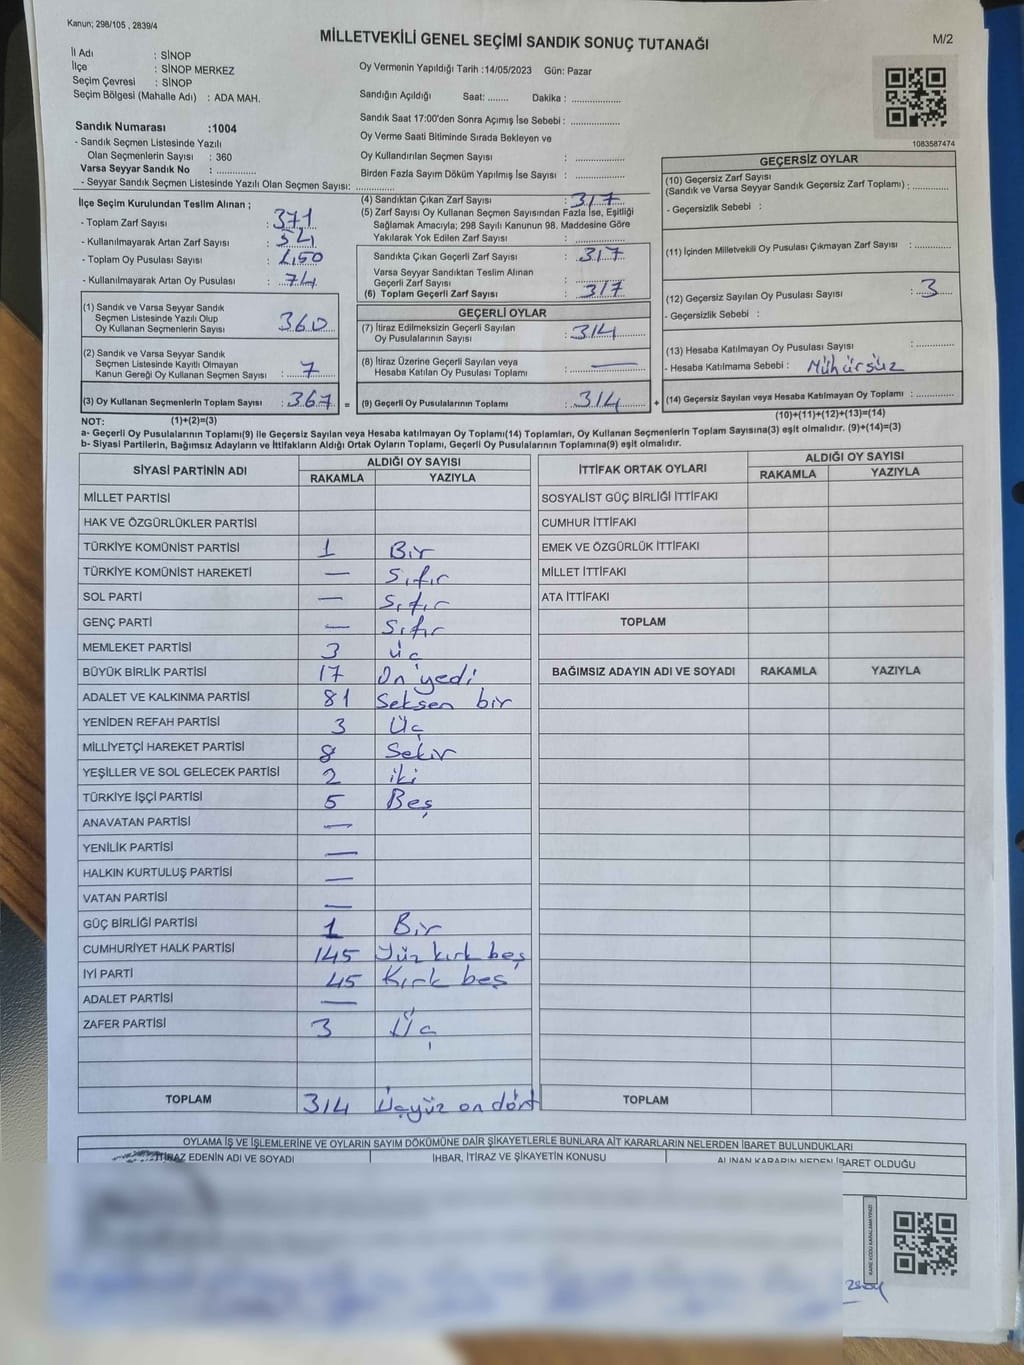 Kanun; 298/105 , 2839/4
MİLLETVEKİLİ GENEL SEÇİMİ SANDIK SONUÇ TUTANAĞI
M/2
İl Adı : SİNOP
İlçe : SİNOP MERKEZ
Seçim Çevresi : SİNOP
Seçim Bölgesi (Mahalle Adı) : ADA MAH.
Sandık Numarası :1004
- Sandık Seçmen Listesinde Yazılı
Olan Seçmenlerin Sayısı : 360
Varsa Seyyar Sandık No : ..............
- Seyyar Sandık Seçmen Listesinde Yazılı Olan Seçmen Sayısı: ..............
Oy Vermenin Yapıldığı Tarih :14/05/2023 Gün: Pazar
Sandığın Açıldığı Saat: ........ Dakika : ..................
Sandık Saat 17:00'den Sonra Açımış İse Sebebi : ..................
Oy Verme Saati Bitiminde Sırada Bekleyen ve
Oy Kullandırılan Seçmen Sayısı : ..................
Birden Fazla Sayım Döküm Yapılmış İse Sayısı : ..................
1083587474
İlçe Seçim Kurulundan Teslim Alınan ;
- Toplam Zarf Sayısı : 371
- Kullanılmayarak Artan Zarf Sayısı : 54
- Toplam Oy Pusulası Sayısı : 450
- Kullanılmayarak Artan Oy Pusulası : 74
(1) Sandık ve Varsa Seyyar Sandık
Seçmen Listesinde Yazılı Olup
Oy Kullanan Seçmenlerin Sayısı : 360
(2) Sandık ve Varsa Seyyar Sandık
Seçmen Listesinde Kayıtlı Olmayan
Kanun Gereği Oy Kullanan Seçmen Sayısı : 7
(3) Oy Kullanan Seçmenlerin Toplam Sayısı : 367 =
(4) Sandıktan Çıkan Zarf Sayısı : 317
(5) Zarf Sayısı Oy Kullanan Seçmen Sayısından Fazla İse, Eşitliği
Sağlamak Amacıyla; 298 Sayılı Kanunun 98. Maddesine Göre
Yakılarak Yok Edilen Zarf Sayısı : ..................
Sandıkta Çıkan Geçerli Zarf Sayısı : 317
Varsa Seyyar Sandıktan Teslim Alınan
Geçerli Zarf Sayısı : ..................
(6) Toplam Geçerli Zarf Sayısı : 317
GEÇERLİ OYLAR
(7) İtiraz Edilmeksizin Geçerli Sayılan
Oy Pusulalarının Sayısı : 314
(8) İtiraz Üzerine Geçerli Sayılan veya
Hesaba Katılan Oy Pusulası Toplamı : —
(9) Geçerli Oy Pusulalarının Toplamı : 314 +
GEÇERSİZ OYLAR
(10) Geçersiz Zarf Sayısı
(Sandık ve Varsa Seyyar Sandık Geçersiz Zarf Toplamı) : ..............
- Geçersizlik Sebebi :
(11) İçinden Milletvekili Oy Pusulası Çıkmayan Zarf Sayısı : ..............
(12) Geçersiz Sayılan Oy Pusulası Sayısı : 3
- Geçersizlik Sebebi :
(13) Hesaba Katılmayan Oy Pusulası Sayısı : ..............
- Hesaba Katılmama Sebebi : Mühürsüz
(14) Geçersiz Sayılan veya Hesaba Katılmayan Oy Toplamı : ..............
NOT: (1)+(2)=(3)
(10)+(11)+(12)+(13)=(14)
a- Geçerli Oy Pusulalarının Toplamı(9) ile Geçersiz Sayılan veya Hesaba katılmayan Oy Toplamı(14) Toplamları, Oy Kullanan Seçmenlerin Toplam Sayısına(3) eşit olmalıdır. (9)+(14)=(3)
b- Siyasi Partilerin, Bağımsız Adayların ve İttifakların Aldığı Ortak Oyların Toplamı, Geçerli Oy Pusulalarının Toplamına(9) eşit olmalıdır.
SİYASİ PARTİNİN ADI ALDIĞI OY SAYISI
RAKAMLA YAZIYLA
MİLLET PARTİSİ
HAK VE ÖZGÜRLÜKLER PARTİSİ
TÜRKİYE KOMÜNİST PARTİSİ 1 Bir
TÜRKİYE KOMÜNİST HAREKETİ — Sıfır
SOL PARTİ — Sıfır
GENÇ PARTİ — Sıfır
MEMLEKET PARTİSİ 3 Üç
BÜYÜK BİRLİK PARTİSİ 17 On yedi
ADALET VE KALKINMA PARTİSİ 81 Seksen bir
YENİDEN REFAH PARTİSİ 3 Üç
MİLLİYETÇİ HAREKET PARTİSİ 8 Sekiz
YEŞİLLER VE SOL GELECEK PARTİSİ 2 iki
TÜRKİYE İŞÇİ PARTİSİ 5 Beş
ANAVATAN PARTİSİ —
YENİLİK PARTİSİ —
HALKIN KURTULUŞ PARTİSİ —
VATAN PARTİSİ —
GÜÇ BİRLİĞİ PARTİSİ 1 Bir
CUMHURİYET HALK PARTİSİ 145 Yüz kırk beş
İYİ PARTİ 45 Kırk beş
ADALET PARTİSİ —
ZAFER PARTİSİ 3 Üç
TOPLAM 314 Üçyüz on dört
İTTİFAK ORTAK OYLARI ALDIĞI OY SAYISI
RAKAMLA YAZIYLA
SOSYALİST GÜÇ BİRLİĞİ İTTİFAKI
CUMHUR İTTİFAKI
EMEK VE ÖZGÜRLÜK İTTİFAKI
MİLLET İTTİFAKI
ATA İTTİFAKI
TOPLAM
BAĞIMSIZ ADAYIN ADI VE SOYADI RAKAMLA YAZIYLA
TOPLAM
OYLAMA İŞ VE İŞLEMLERİNE VE OYLARIN SAYIM DÖKÜMÜNE DAİR ŞİKAYETLERLE BUNLARA AİT KARARLARIN NELERDEN İBARET BULUNDUKLARI
İTİRAZ EDENİN ADI VE SOYADI İHBAR, İTİRAZ VE ŞİKAYETİN KONUSU ALINAN KARARIN NEDEN İBARET OLDUĞU
KARE KODU KARALAMAYINIZ!